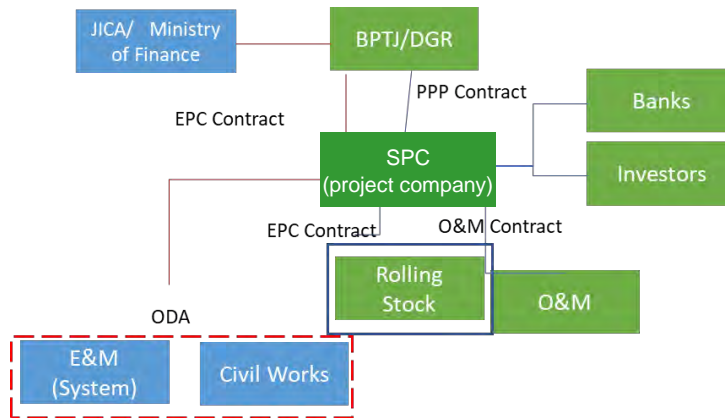 JICA/ Ministry
of Finance
BPTJ/DGR
PPP Contract
Banks
EPC Contract
SPC
(project company)
Investors
EPC Contract
O&M Contract
Rolling
Stock
O&M
ODA
E&M
(System)
Civil Works